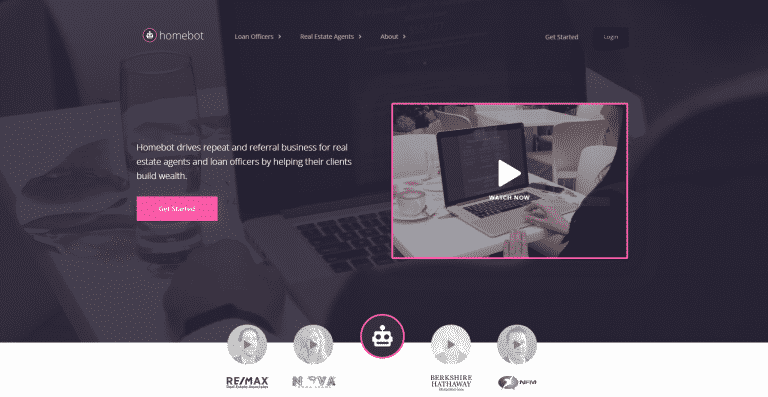 homebot
Loan Officers
Real Estate Agents
About
Get Started
Login
Homebot drives repeat and referral business for real
estate agents and loan officers by helping their clients
build wealth.
Get Started
WATCH NOW
RE/MAX
NOVA
BERKSHIRE
HATHAWAY
NFM